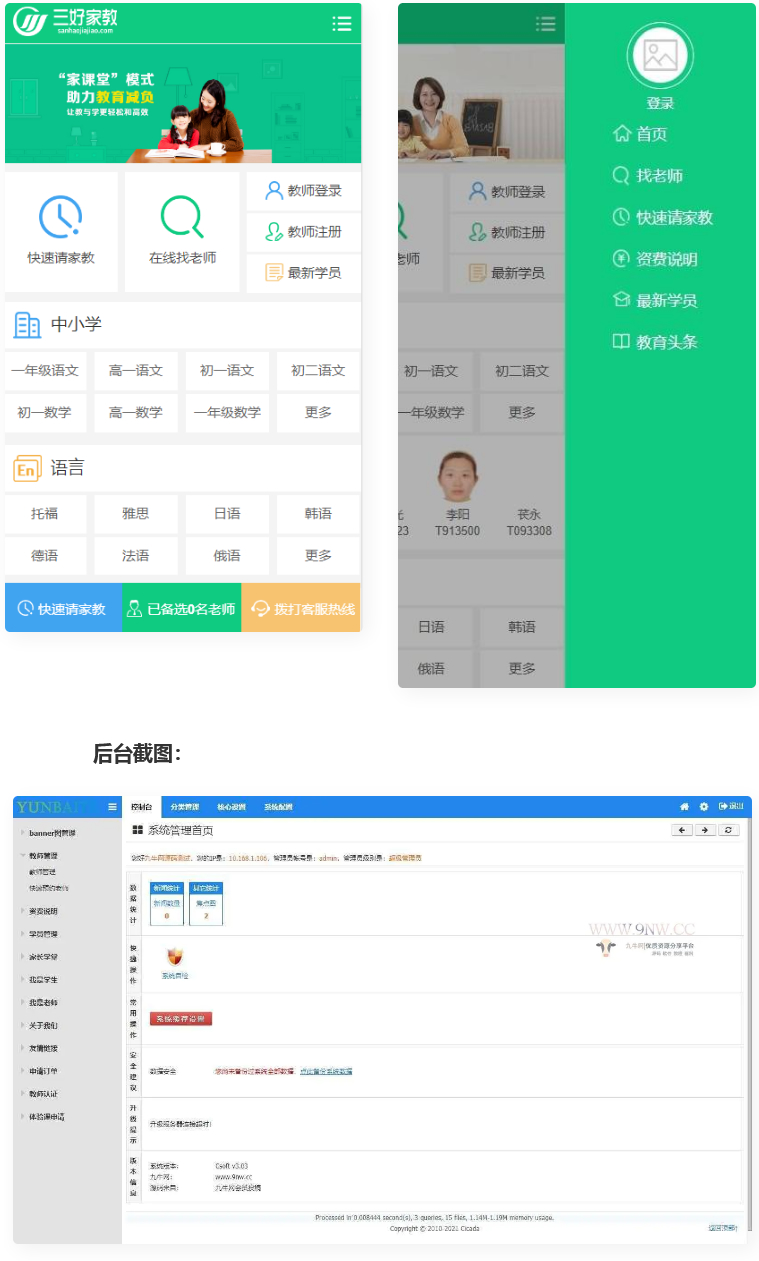 三好家教
sanhaojiajiao.com
“家课堂”模式
助力教育减负
让教与学更轻松和高效
快速请家教
在线找老师
教师登录
教师注册
最新学员
中小学
一年级语文 高一语文 初一语文 初二语文
初一数学 高一数学 一年级数学 更多
语言
托福 雅思 日语 韩语
德语 法语 俄语 更多
快速请家教 已备选0名老师 拨打客服热线
老师
教师登录
教师注册
最新学员
初一语文 初二语文
一年级数学 更多
李阳 茯永
23 T913500 T093308
日语 韩语
俄语 更多
登录
首页
找老师
快速请家教
资费说明
最新学员
教育头条
后台截图：
YUNBA
控制台 分类管理 核心设置 系统配置 退出
banner图管理
教师管理
教师管理
快速预约老师
资费说明
学员管理
家长学堂
我是学生
我是老师
关于我们
友情链接
申请订单
教师认证
体验课申请
系统管理首页
您好九牛网源码测试，您的IP是：10.168.1.106，管理员帐号是：admin，管理员级别是：超级管理员
数据统计
新闻统计 其它统计
新闻数量 焦点图
0 2
快捷操作
系统自检
WWW.9NW.CC
九牛网|优质资源分享平台
常用操作
系统缓存设置
安全建议
数据安全 您尚未备份过系统全部数据，点此备份系统数据
升级提示
升级服务器连接超时！
版本信息
系统版本： Csoft v3.03
九牛网： www.9nw.cc
源码来自： 九牛网会员投稿
Processed in 0.008444 second(s), 3 queries, 15 files, 1.14M-1.19M memory usage.
Copyright © 2010-2021 Cicada
返回顶部↑